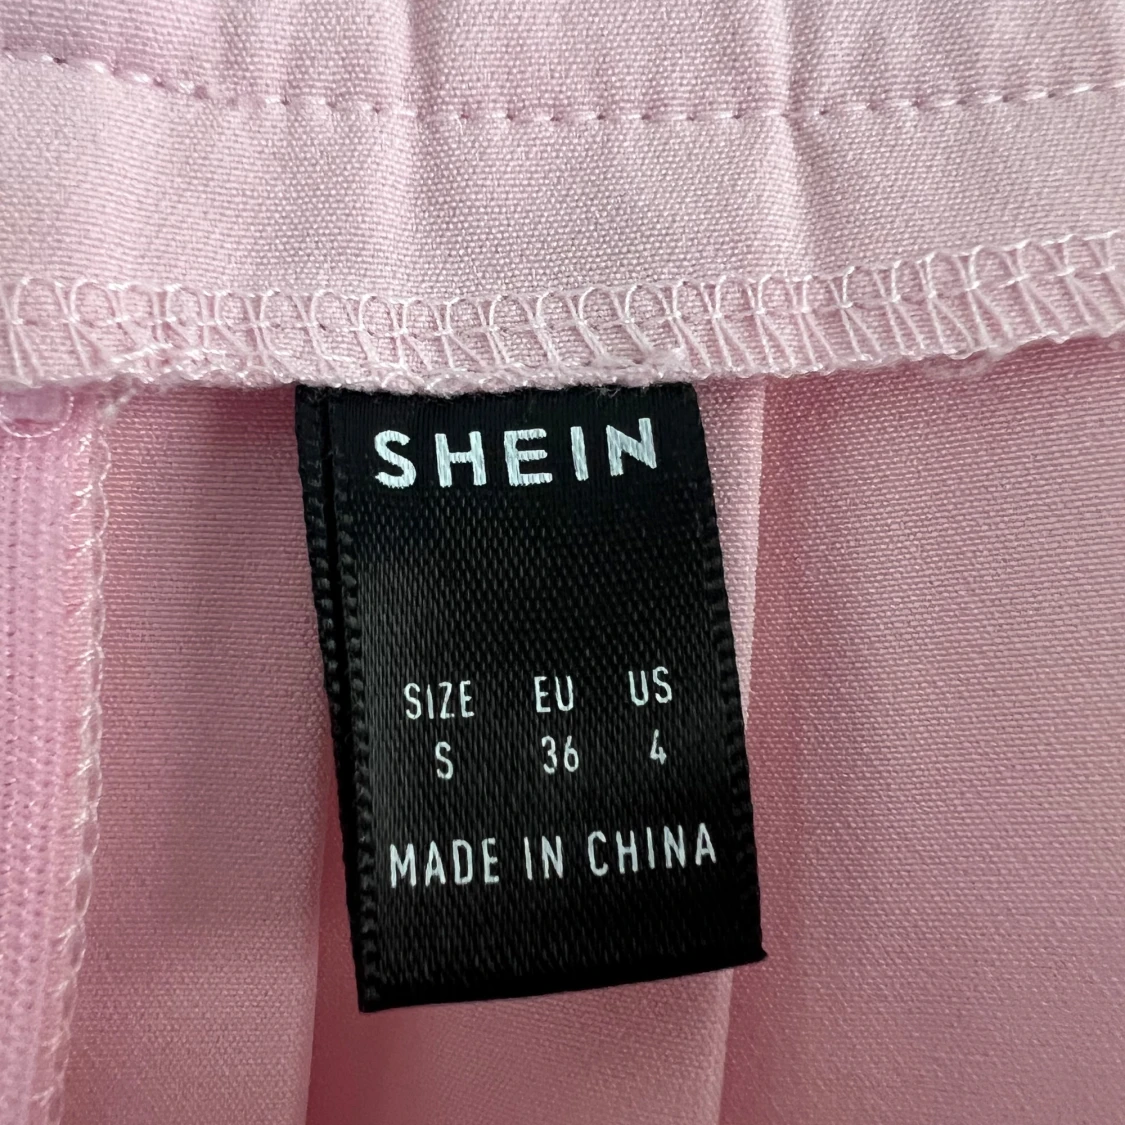 SHEIN
SIZE EU US
S 36 4
MADE IN CHINA